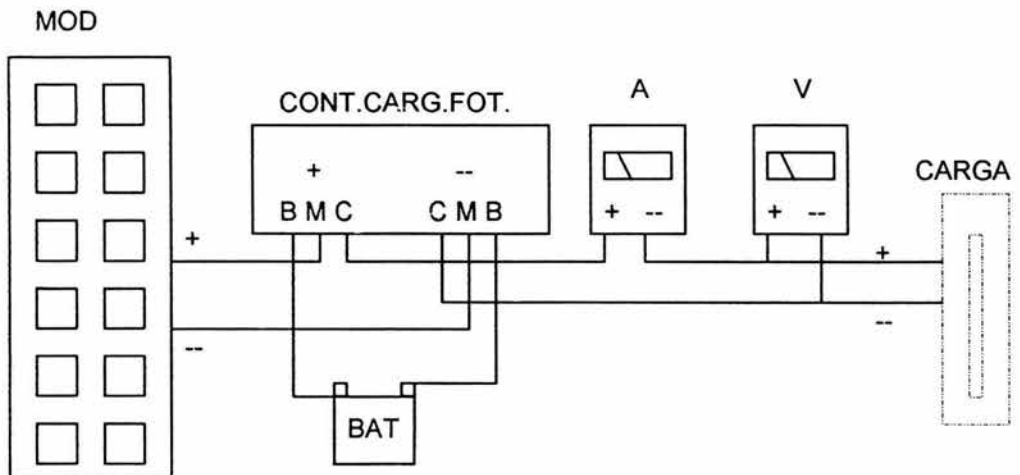 MOD
CONT.CARG.FOT.
A
V
CARGA
+ --
B M C C M B
+ --
+ --
+
--
+
--
BAT